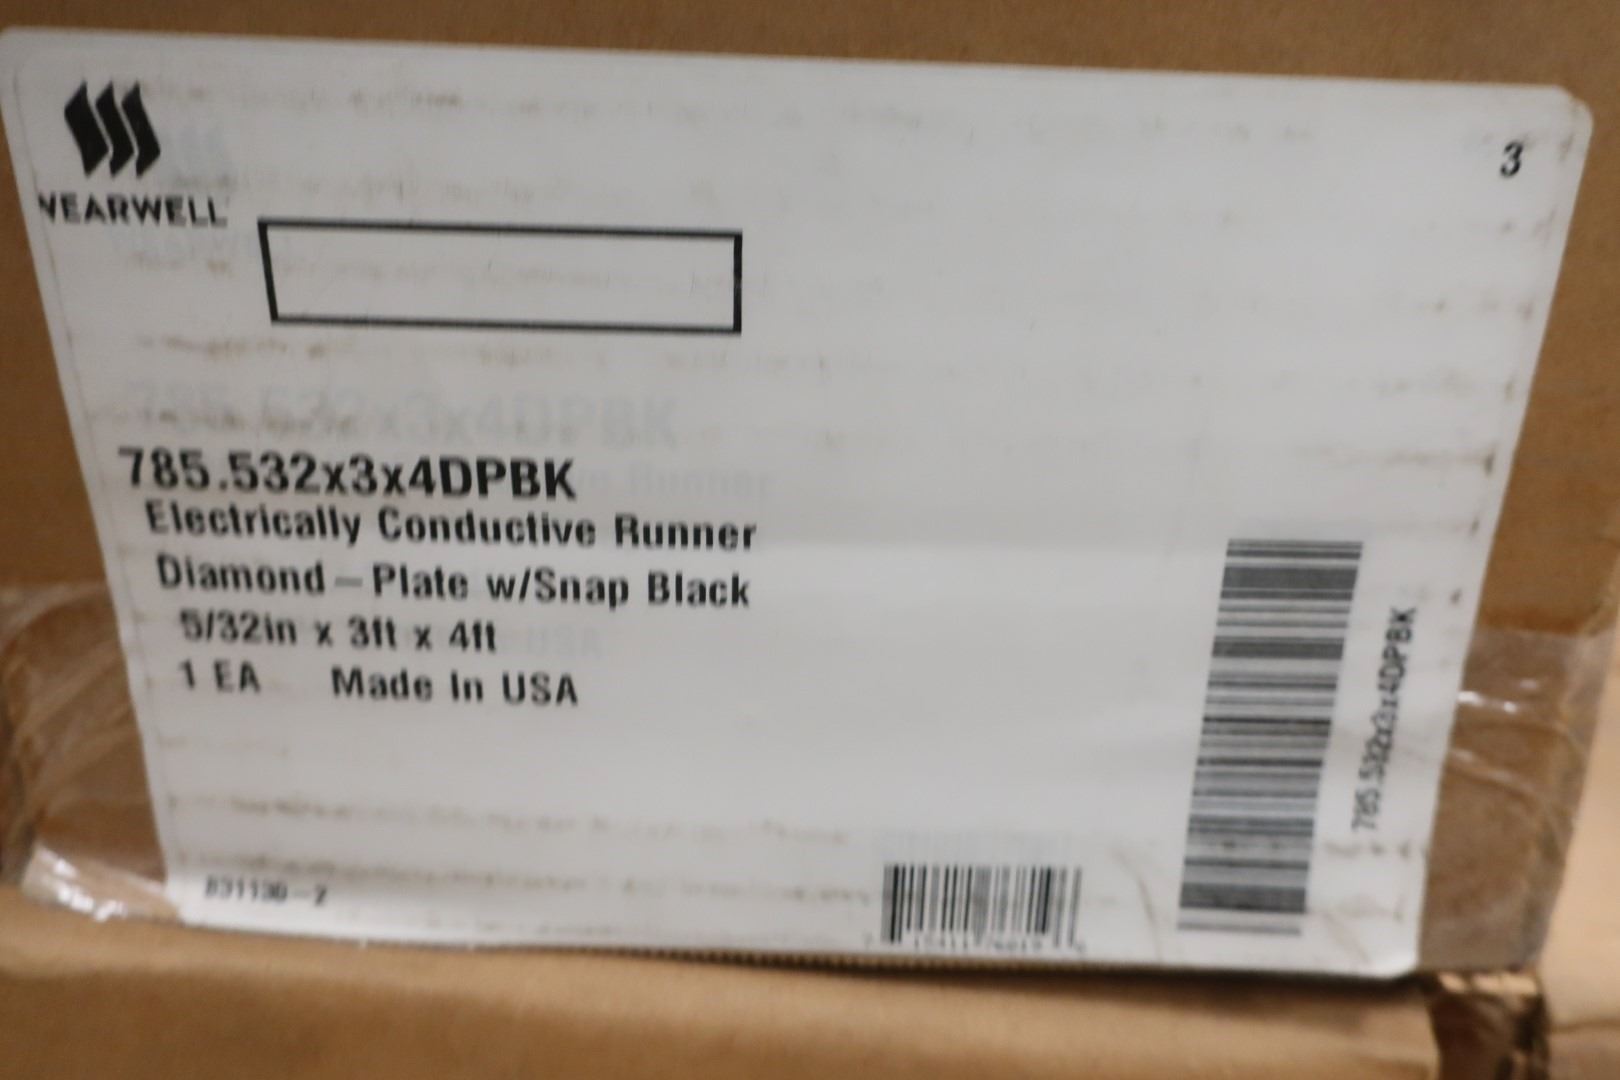 WEARWELL
3
785.532x3x4DPBK
Electrically Conductive Runner
Diamond-Plate w/Snap Black
5/32in x 3ft x 4ft
1 EA Made In USA
785.532x3x4DPBK